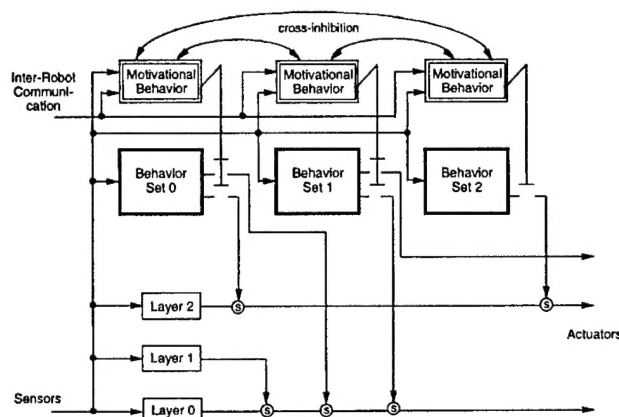 cross-inhibition
Inter-Robot
Communi-
cation
Motivational
Behavior
Motivational
Behavior
Motivational
Behavior
Behavior
Set 0
Behavior
Set 1
Behavior
Set 2
Layer 2
S
S
Actuators
Layer 1
Sensors
Layer 0
S
S
S